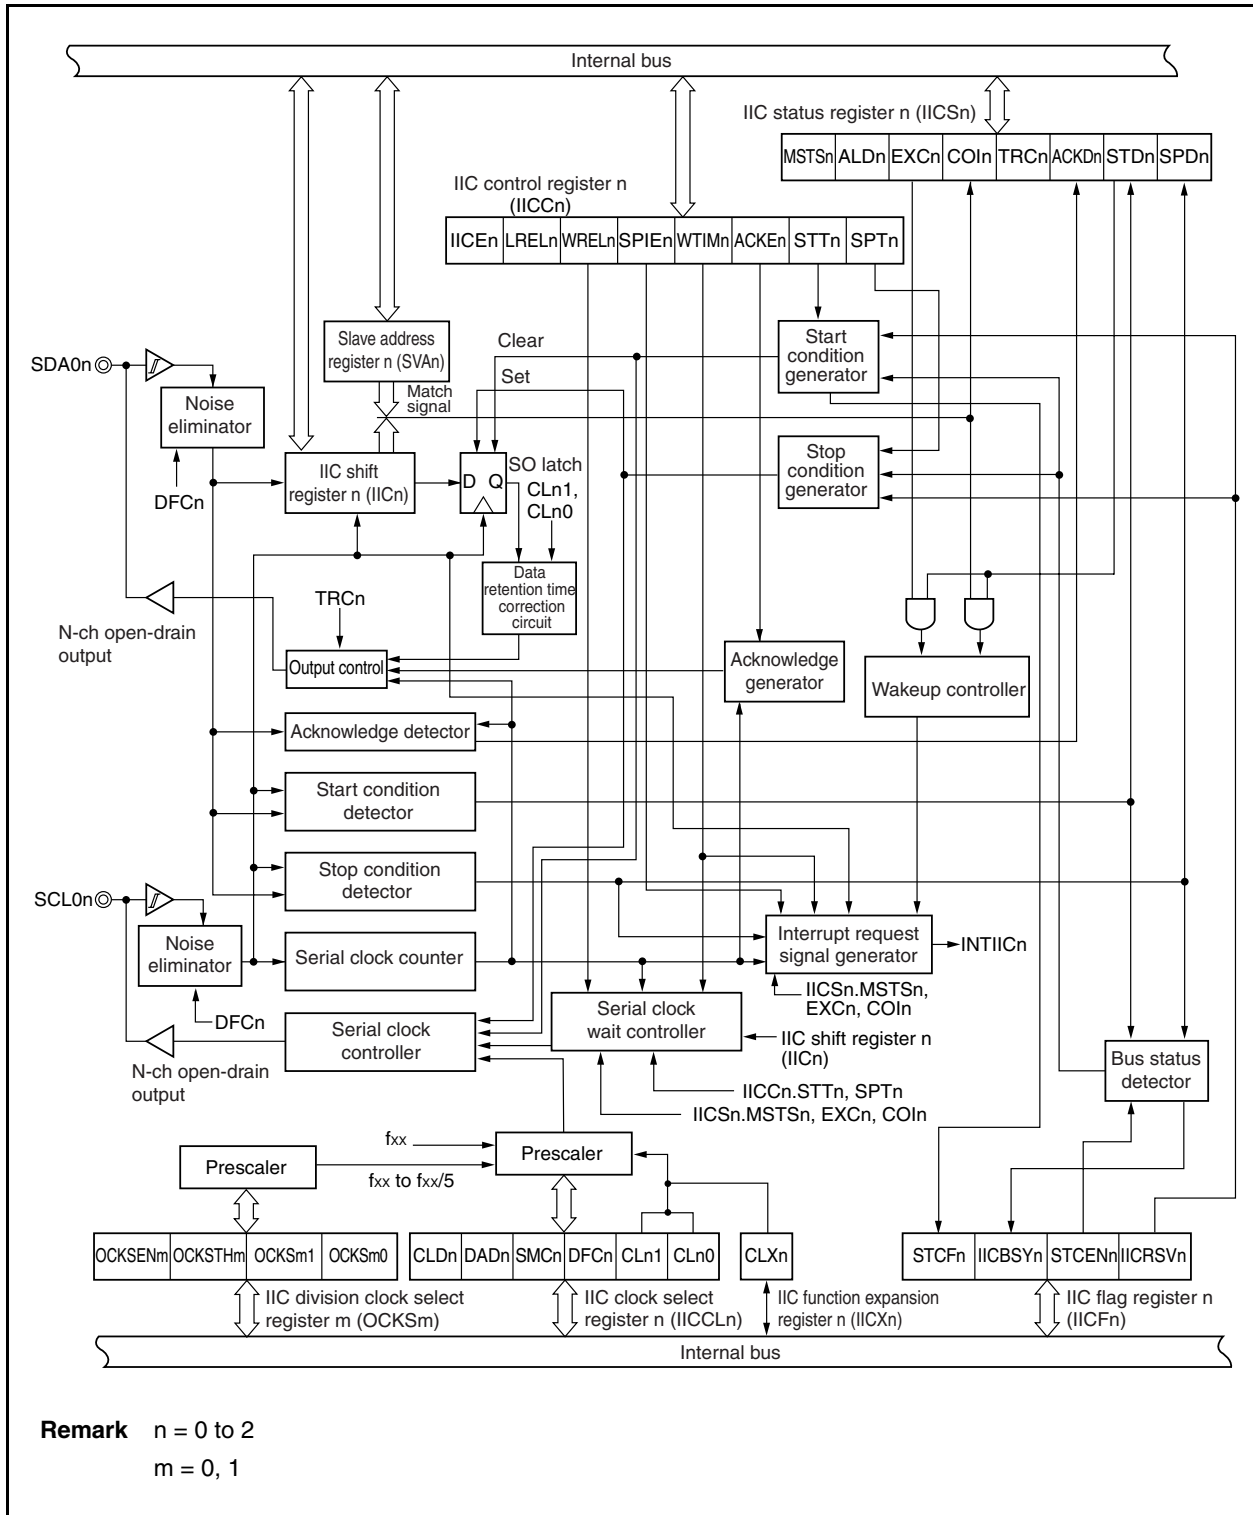 Internal bus
IIC status register n (IICSn)
MSTSn ALDn EXCn COIn TRCn ACKDn STDn SPDn
IIC control register n
(IICCn)
IICEn LRELn WRELn SPIEn WTIMn ACKEn STTn SPTn
Slave address
register n (SVAn)
Clear
Start
condition
generator
SDA0n
Set
Match
signal
Noise
eliminator
DFCn
IIC shift
register n (IICn)
D Q
SO latch
CLn1,
CLn0
Stop
condition
generator
Data
retention time
correction
circuit
TRCn
N-ch open-drain
output
Output control
Acknowledge
generator
Wakeup controller
Acknowledge detector
Start condition
detector
Stop condition
detector
SCL0n
Noise
eliminator
DFCn
Serial clock counter
Interrupt request
signal generator
INTIICn
IICSn.MSTSn,
EXCn, COIn
Serial clock
controller
Serial clock
wait controller
IIC shift register n
(IICn)
N-ch open-drain
output
Bus status
detector
IICCn.STTn, SPTn
IICSn.MSTSn, EXCn, COIn
Prescaler
fxx
fxx to fxx/5
Prescaler
OCKSENm OCKSTHm OCKSm1 OCKSm0
CLDn DADn SMCn DFCn CLn1 CLn0
CLXn
STCFn IICBSYn STCENn IICRSVn
IIC division clock select
register m (OCKSm)
IIC clock select
register n (IICCLn)
IIC function expansion
register n (IICXn)
IIC flag register n
(IICFn)
Internal bus
Remark n = 0 to 2
m = 0, 1